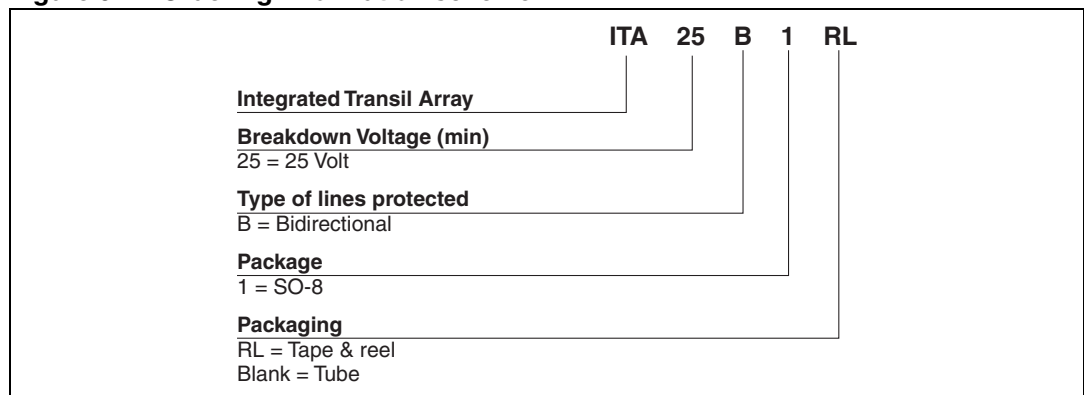 ITA 25 B 1 RL
Integrated Transil Array
Breakdown Voltage (min)
25 = 25 Volt
Type of lines protected
B = Bidirectional
Package
1 = SO-8
Packaging
RL = Tape & reel
Blank = Tube